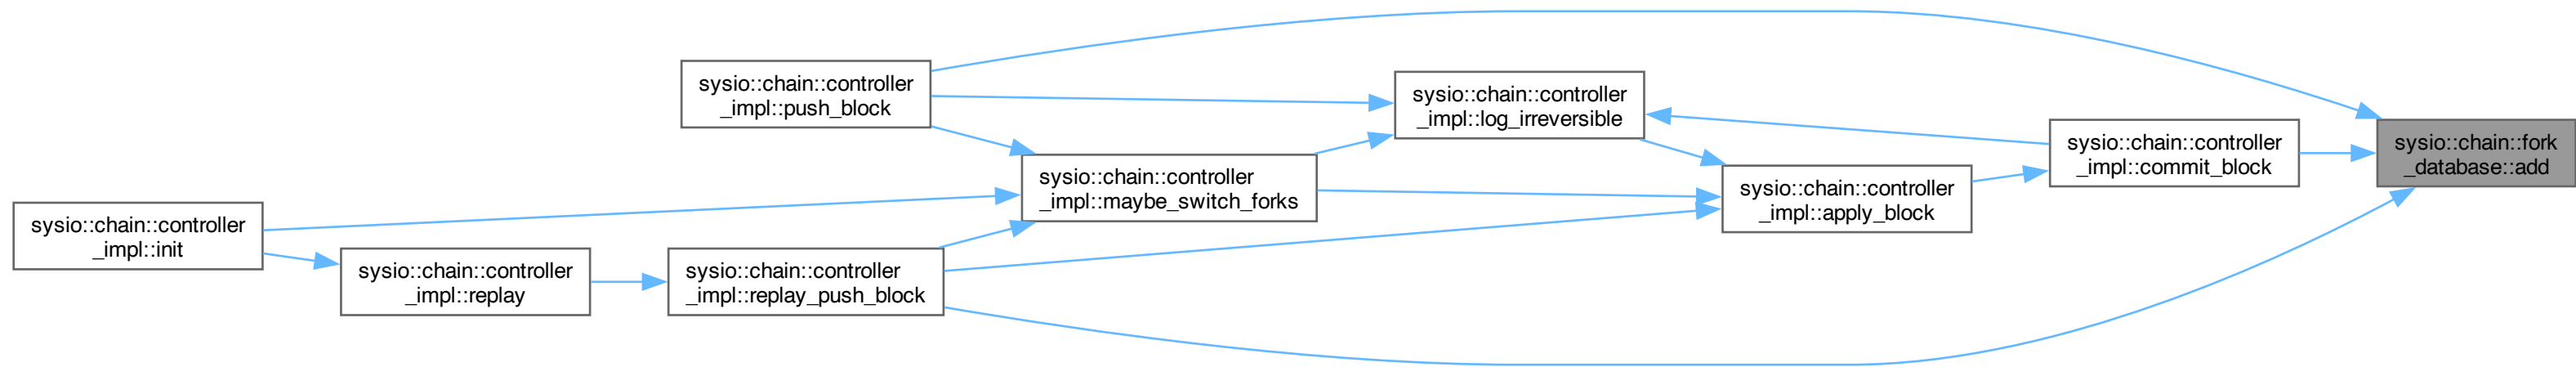 sysio::chain::controller
_impl::init
sysio::chain::controller
_impl::replay
sysio::chain::controller
_impl::push_block
sysio::chain::controller
_impl::replay_push_block
sysio::chain::controller
_impl::maybe_switch_forks
sysio::chain::controller
_impl::log_irreversible
sysio::chain::controller
_impl::apply_block
sysio::chain::controller
_impl::commit_block
sysio::chain::fork
_database::add